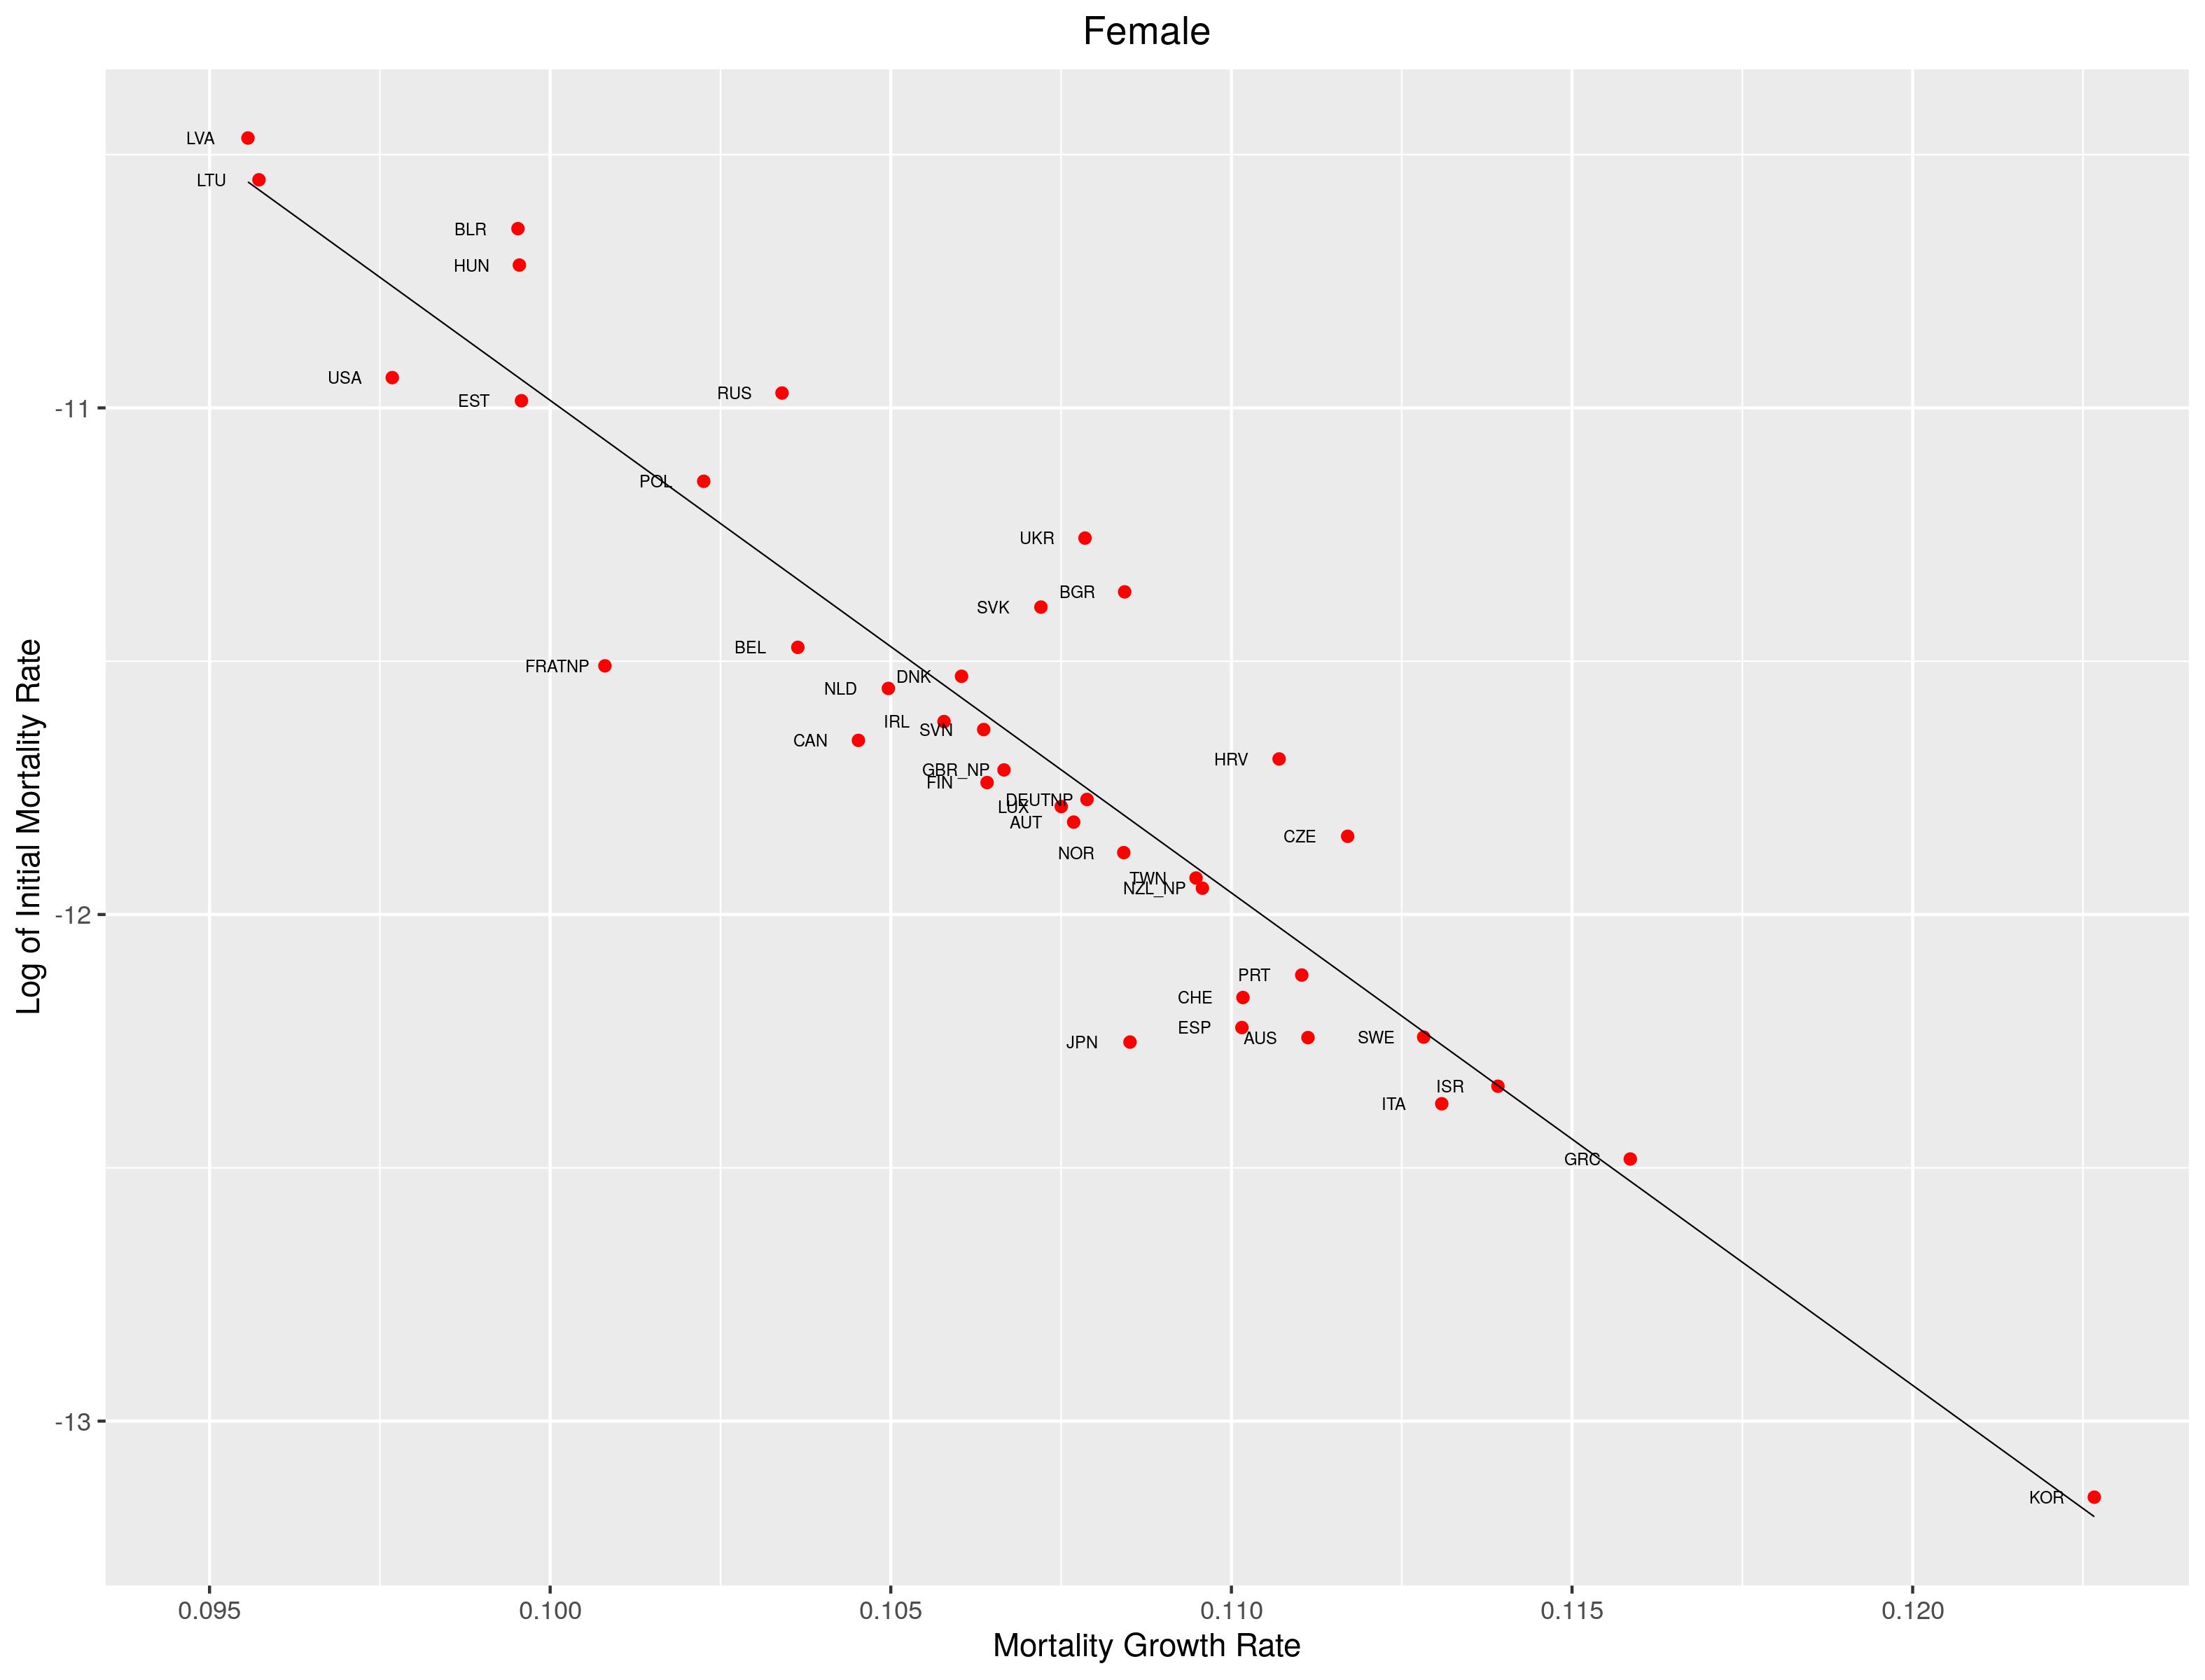 Female
LVA
LTU
BLR
HUN
USA
EST
RUS
-11
POL
UKR
BGR
SVK
BEL
FRATNP
DNK
NLD
IRL
SVN
CAN
HRV
GBR_NP
FIN
DEUTNP
LUX
AUT
CZE
NOR
TWN
NZL_NP
-12
PRT
CHE
ESP
AUS
SWE
JPN
ISR
ITA
GRC
-13
KOR
0.095 0.100 0.105 0.110 0.115 0.120
Mortality Growth Rate
Log of Initial Mortality Rate